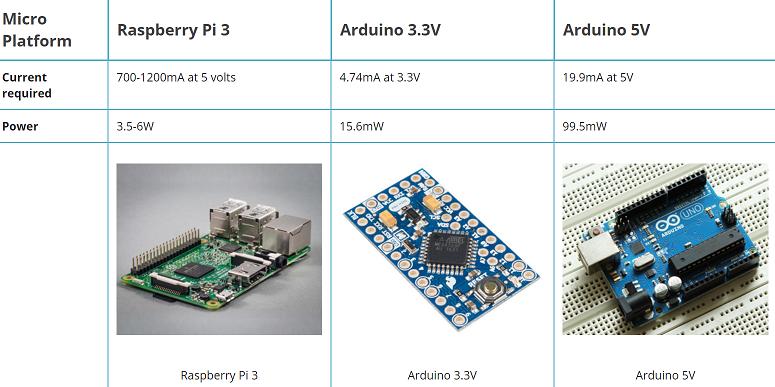 Micro
Platform
Raspberry Pi 3
Arduino 3.3V
Arduino 5V
Current
required
700-1200mA at 5 volts
4.74mA at 3.3V
19.9mA at 5V
Power
3.5-6W
15.6mW
99.5mW
UNO
ARDUINO
Raspberry Pi 3
Arduino 3.3V
Arduino 5V